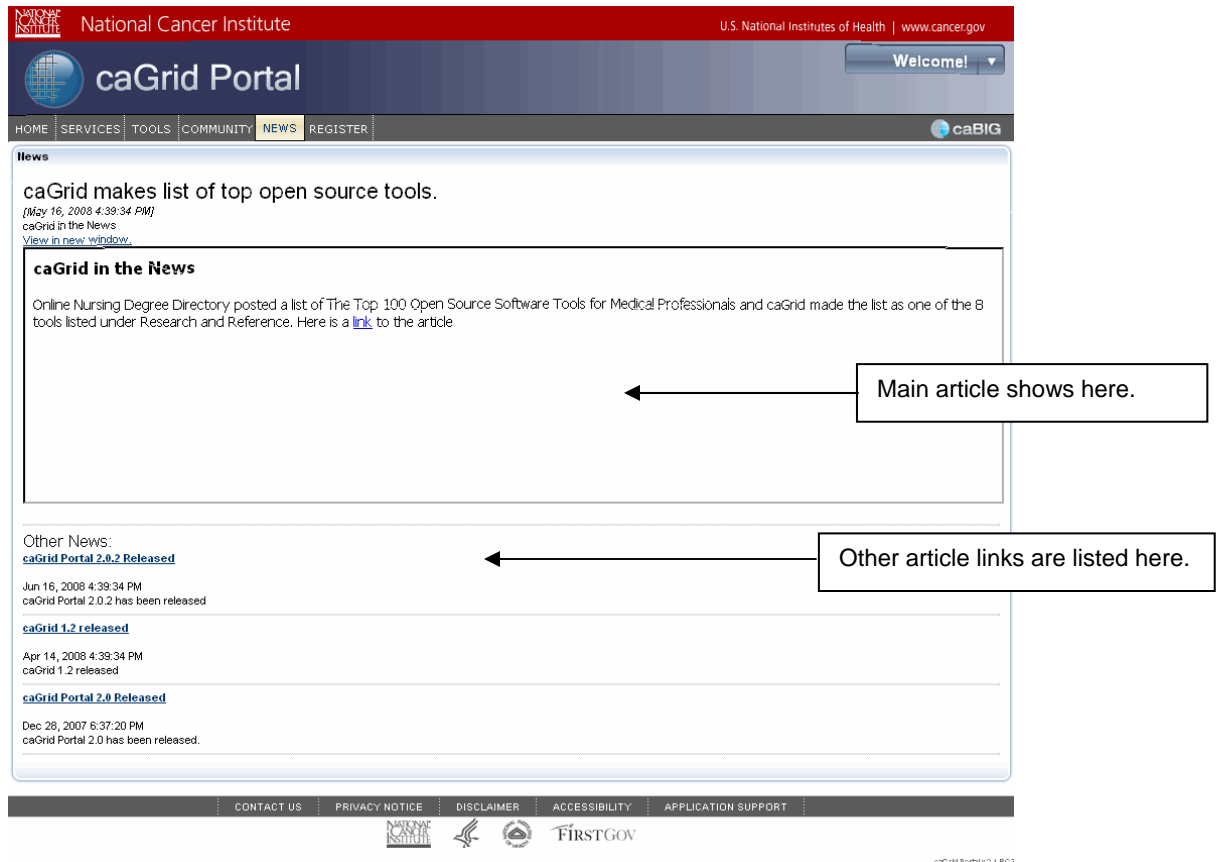 NATIONAL CANCER INSTITUTE
National Cancer Institute
U.S. National Institutes of Health | www.cancer.gov
caGrid Portal
Welcome!
HOME SERVICES TOOLS COMMUNITY NEWS REGISTER
caBIG
News
caGrid makes list of top open source tools.
[May 16, 2008 4:39:34 PM]
caGrid in the News
View in new window.
caGrid in the News
Online Nursing Degree Directory posted a list of The Top 100 Open Source Software Tools for Medical Professionals and caGrid made the list as one of the 8
tools listed under Research and Reference. Here is a link to the article
Main article shows here.
Other News:
caGrid Portal 2.0.2 Released
Other article links are listed here.
Jun 16, 2008 4:39:34 PM
caGrid Portal 2.0.2 has been released
caGrid 1.2 released
Apr 14, 2008 4:39:34 PM
caGrid 1.2 released
caGrid Portal 2.0 Released
Dec 28, 2007 6:37:20 PM
caGrid Portal 2.0 has been released.
CONTACT US PRIVACY NOTICE DISCLAIMER ACCESSIBILITY APPLICATION SUPPORT
NATIONAL CANCER INSTITUTE
FIRSTGOV